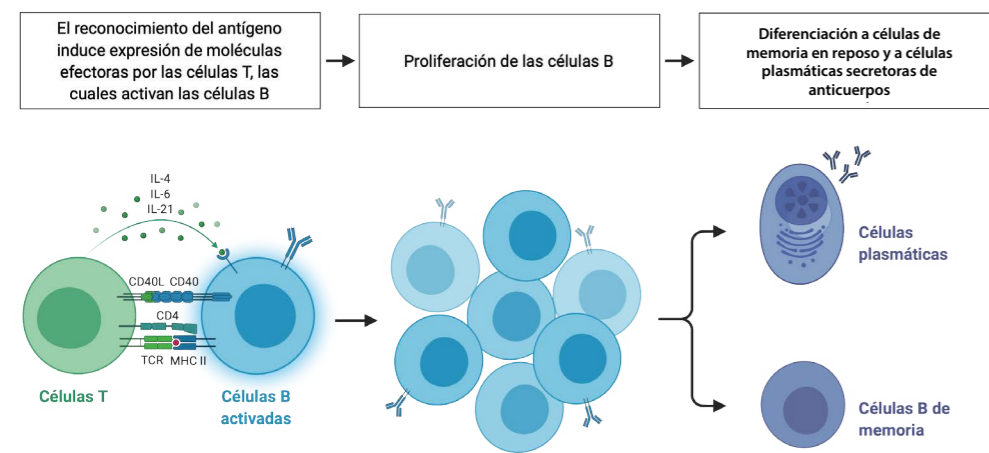 El reconocimiento del antígeno
induce expresión de moléculas
efectoras por las células T, las
cuales activan las células B
Proliferación de las células B
Diferenciación a células de
memoria en reposo y a células
plasmáticas secretoras de
anticuerpos
IL-4
IL-6
IL-21
CD40L CD40
CD4
TCR MHC II
Células T
Células B
activadas
Células
plasmáticas
Células B de
memoria